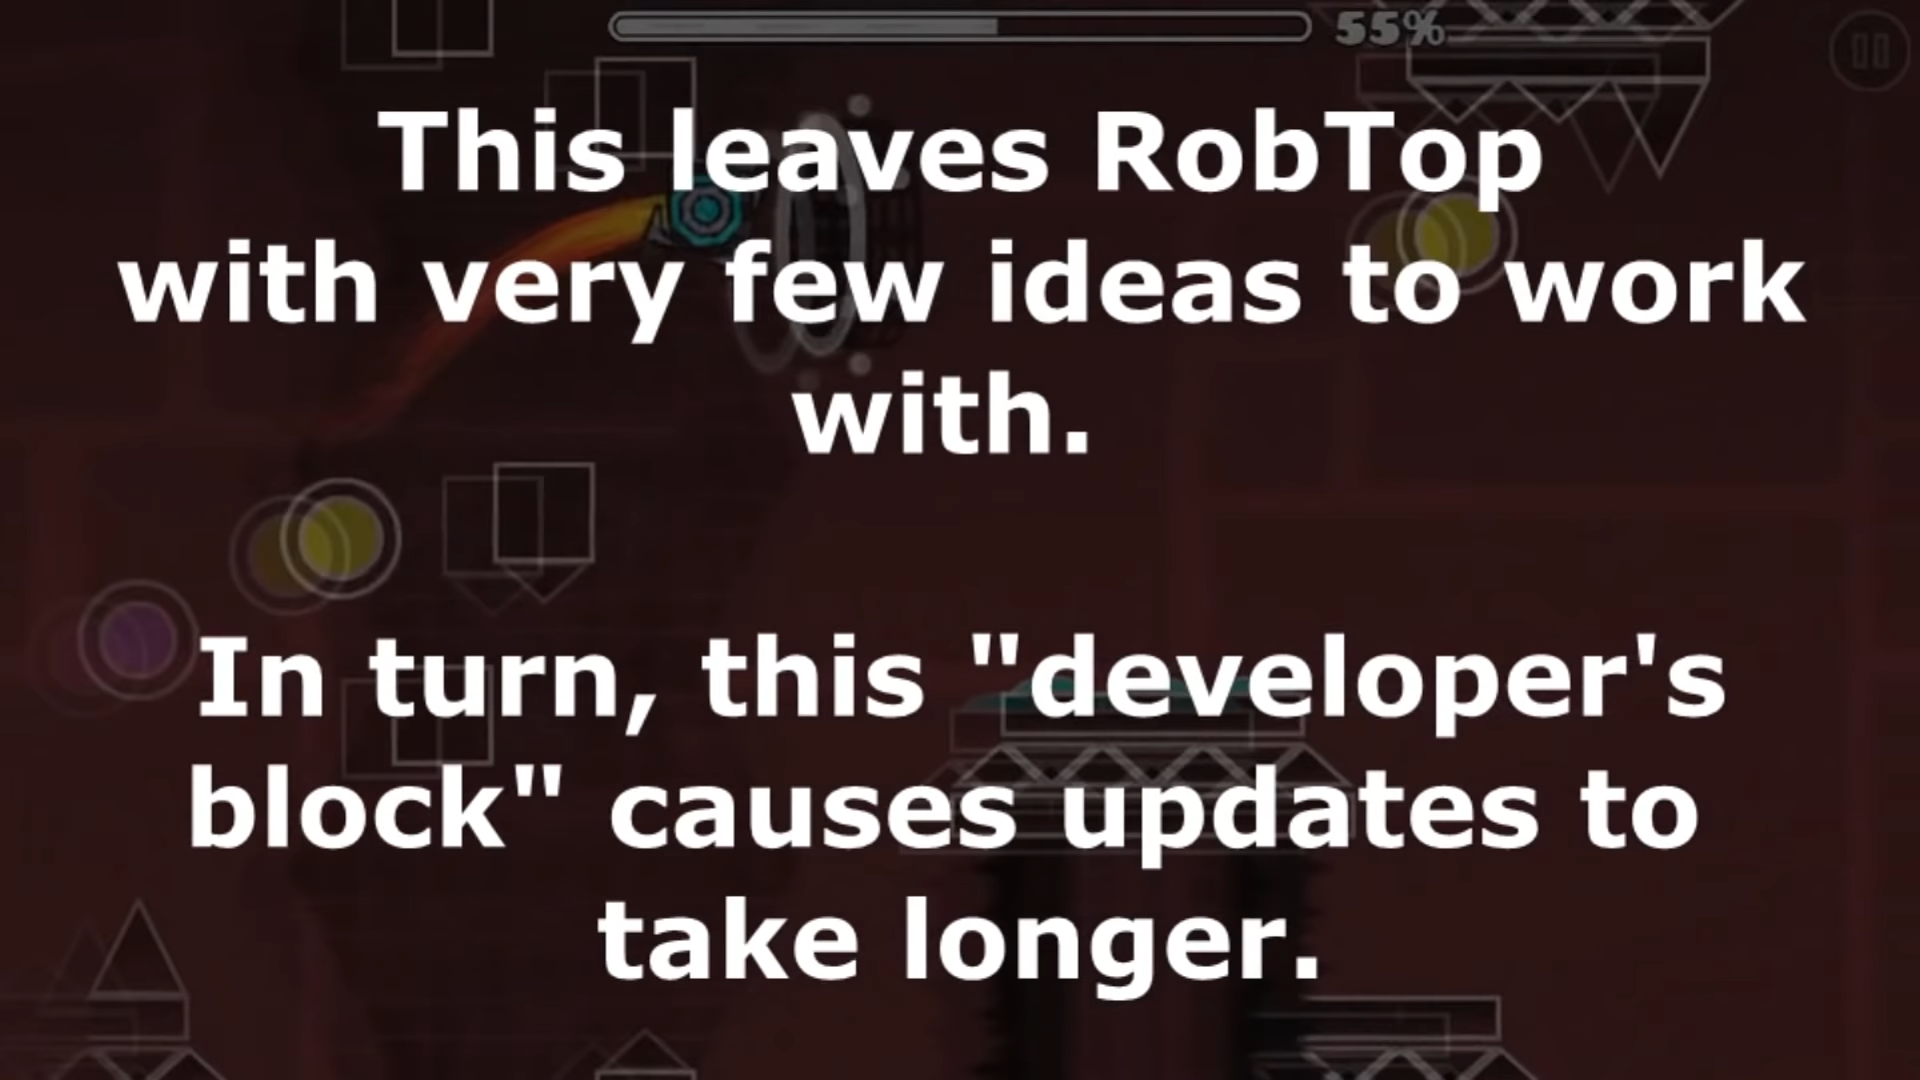 55%
This leaves RobTop
with very few ideas to work
with.
In turn, this "developer's
block" causes updates to
take longer.